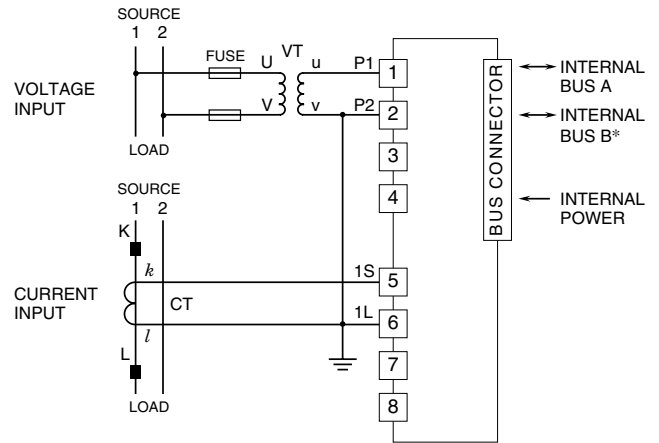 SOURCE
1 2
VOLTAGE
INPUT
FUSE
U VT u
V v
P1
P2
LOAD
1
2
3
4
5
6
7
8
BUS CONNECTOR
INTERNAL
BUS A
INTERNAL
BUS B*
INTERNAL
POWER
SOURCE
1 2
K
k
CURRENT
INPUT
CT
l
L
LOAD
1S
1L